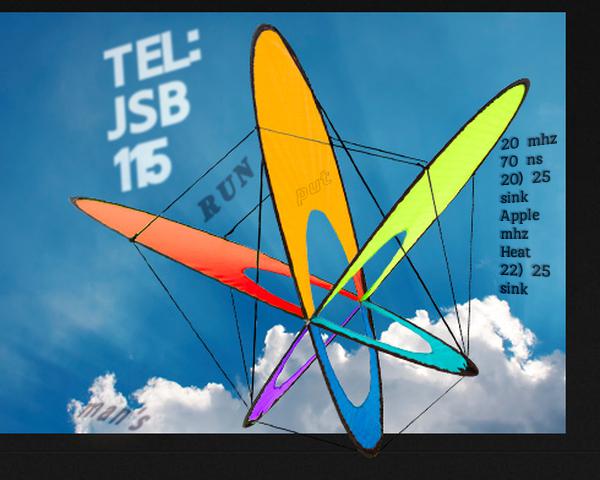 TEL:
JSB
115
RUN
put
20 mhz
70 ns
20) 25
sink
Apple
mhz
Heat
22) 25
sink
man's